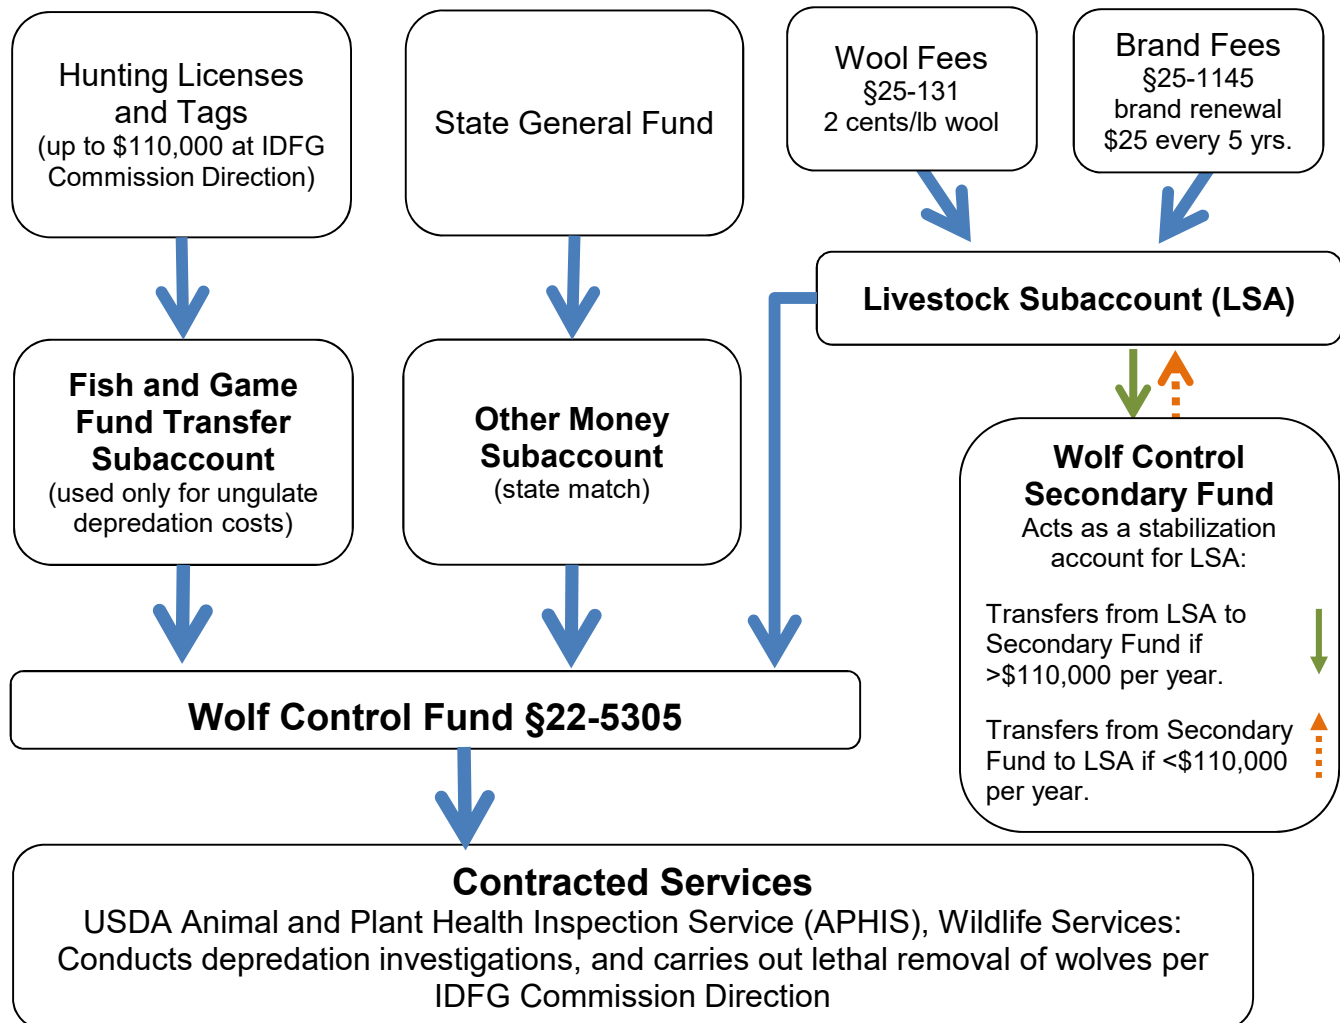 Hunting Licenses
and Tags
(up to $110,000 at IDFG
Commission Direction)
State General Fund
Wool Fees
§25-131
2 cents/lb wool
Brand Fees
§25-1145
brand renewal
$25 every 5 yrs.
Livestock Subaccount (LSA)
Fish and Game
Fund Transfer
Subaccount
(used only for ungulate
depredation costs)
Other Money
Subaccount
(state match)
Wolf Control
Secondary Fund
Acts as a stabilization
account for LSA:
Transfers from LSA to
Secondary Fund if
>$110,000 per year.
Transfers from Secondary
Fund to LSA if <$110,000
per year.
Wolf Control Fund §22-5305
Contracted Services
USDA Animal and Plant Health Inspection Service (APHIS), Wildlife Services:
Conducts depredation investigations, and carries out lethal removal of wolves per
IDFG Commission Direction